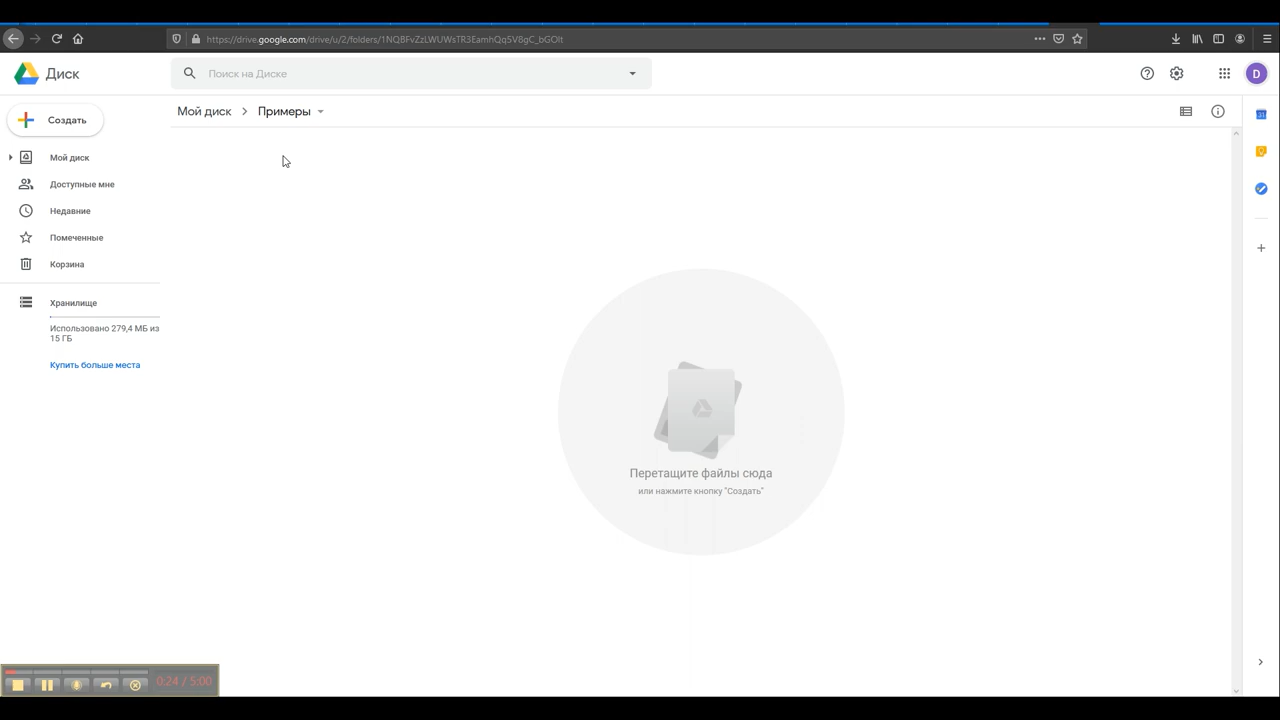 https://drive.google.com/drive/u/2/folders/1NQBFvZzLWUWsTR3EamhQq5V8gC_bGOIt
Диск
Поиск на Диске
D
Создать
Мой диск
Примеры
Мой диск
Доступные мне
Недавние
Помеченные
Корзина
Хранилище
Использовано 279,4 МБ из
15 ГБ
Купить больше места
Перетащите файлы сюда
или нажмите кнопку "Создать"
0:24 / 5:00
31